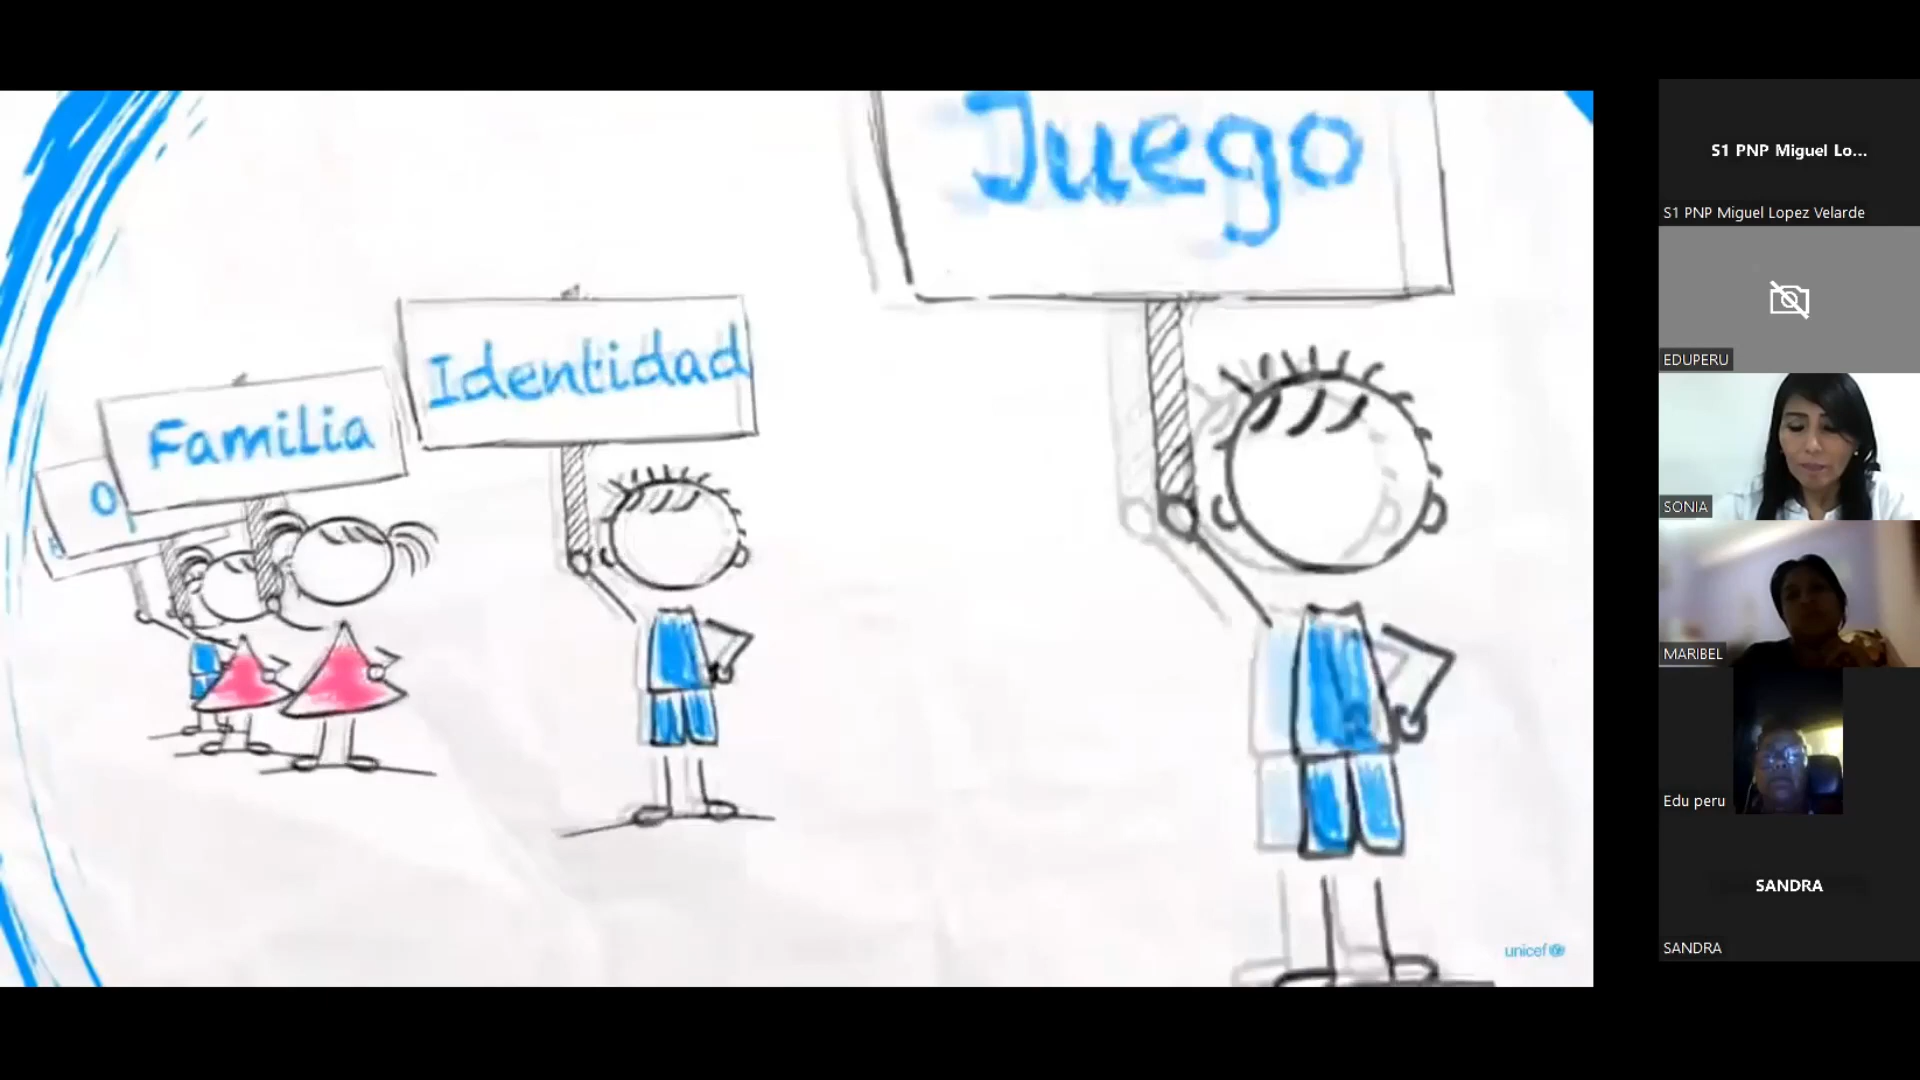 Juego
Identidad
Familia
O
unicef
S1 PNP Miguel Lo...
S1 PNP Miguel Lopez Velarde
EDUPERU
SONIA
MARIBEL
Edu peru
SANDRA
SANDRA